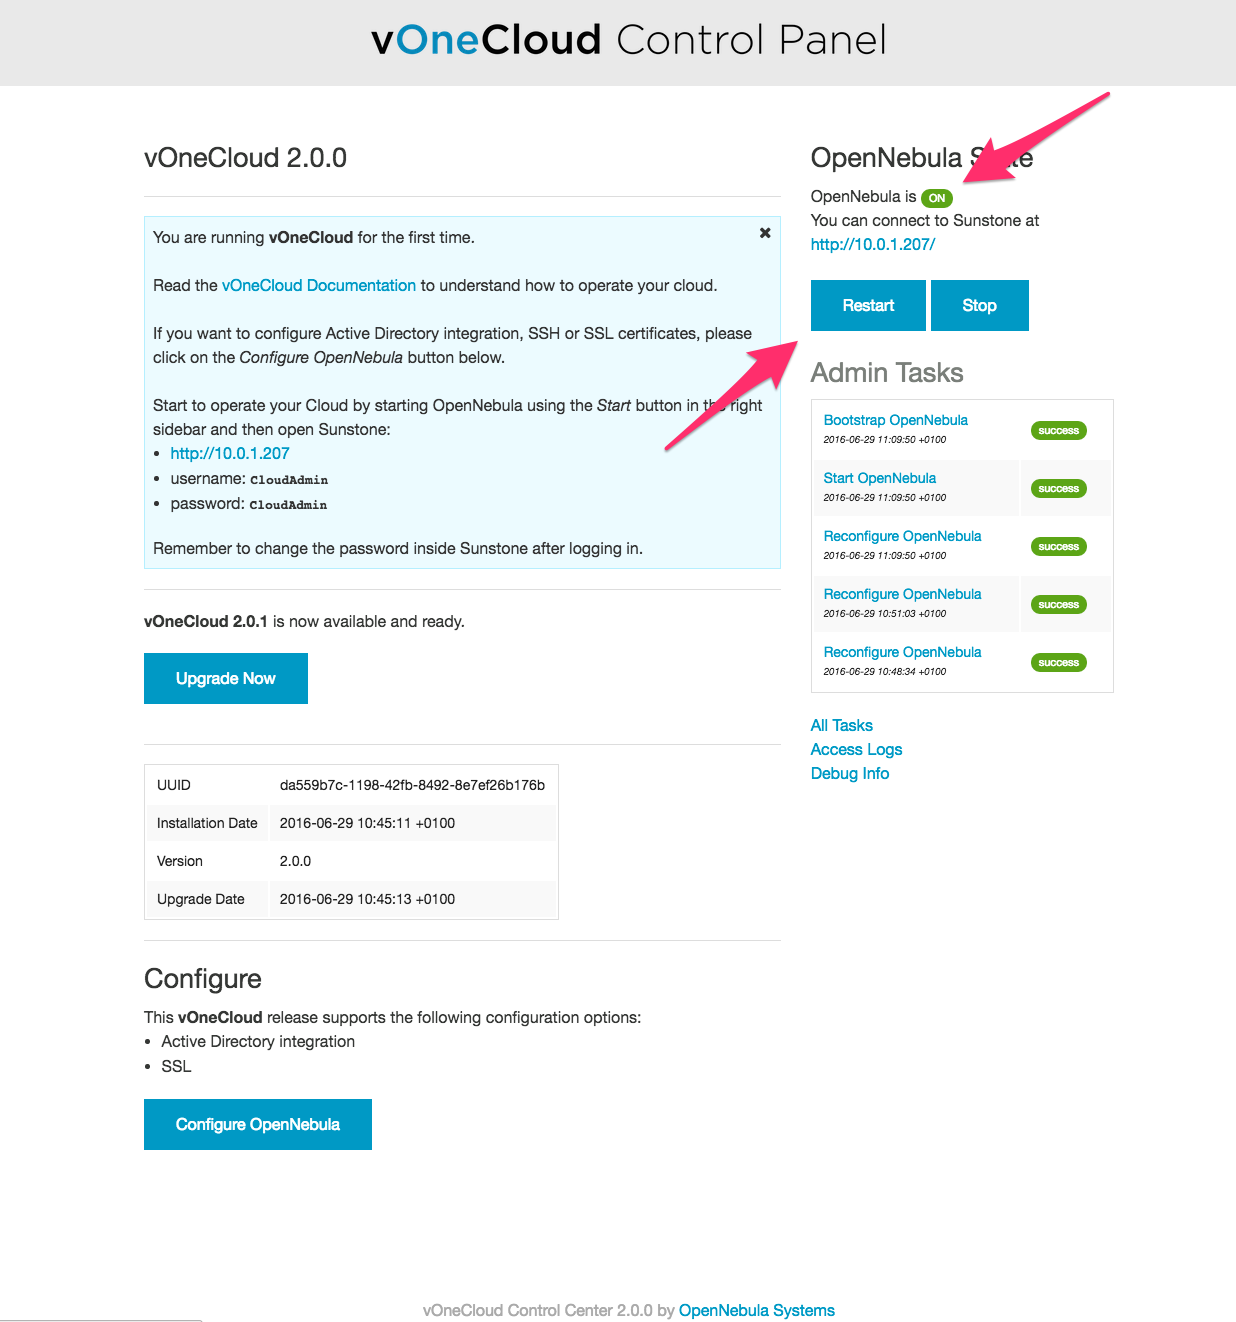 vOneCloud Control Panel
vOneCloud 2.0.0
You are running vOneCloud for the first time.
Read the vOneCloud Documentation to understand how to operate your cloud.
If you want to configure Active Directory integration, SSH or SSL certificates, please
click on the Configure OpenNebula button below.
Start to operate your Cloud by starting OpenNebula using the Start button in the right
sidebar and then open Sunstone:
• http://10.0.1.207
• username: CloudAdmin
• password: CloudAdmin
Remember to change the password inside Sunstone after logging in.
vOneCloud 2.0.1 is now available and ready.
Upgrade Now
UUID da559b7c-1198-42fb-8492-8e7ef26b176b
Installation Date 2016-06-29 10:45:11 +0100
Version 2.0.0
Upgrade Date 2016-06-29 10:45:13 +0100
Configure
This vOneCloud release supports the following configuration options:
• Active Directory integration
• SSL
Configure OpenNebula
OpenNebula State
OpenNebula is ON
You can connect to Sunstone at
http://10.0.1.207/
Restart Stop
Admin Tasks
Bootstrap OpenNebula success
2016-06-29 11:09:50 +0100
Start OpenNebula success
2016-06-29 11:09:50 +0100
Reconfigure OpenNebula success
2016-06-29 11:09:50 +0100
Reconfigure OpenNebula success
2016-06-29 10:51:03 +0100
Reconfigure OpenNebula success
2016-06-29 10:48:34 +0100
All Tasks
Access Logs
Debug Info
vOneCloud Control Center 2.0.0 by OpenNebula Systems